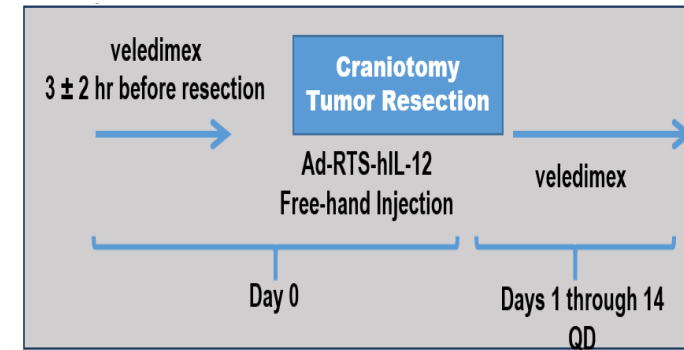 veledimex
3 ± 2 hr before resection
Craniotomy
Tumor Resection
Ad-RTS-hIL-12
Free-hand Injection
veledimex
Day 0
Days 1 through 14
QD